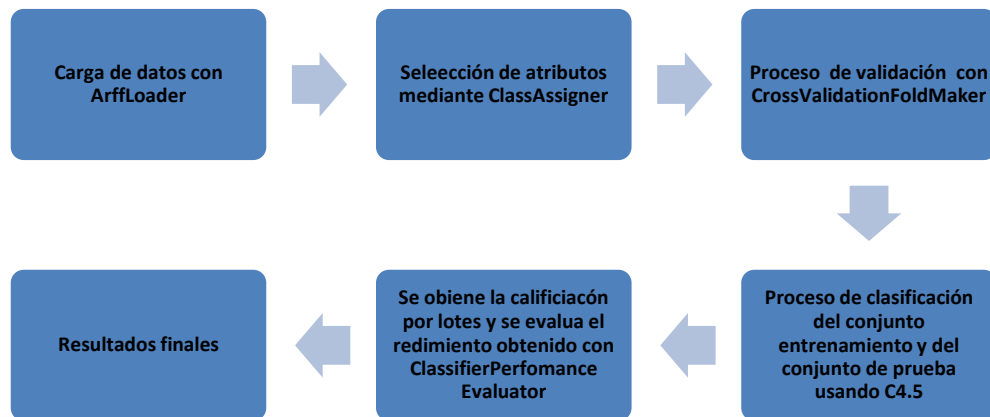 Carga de datos con
ArffLoader
Seleección de atributos
mediante ClassAssigner
Proceso de validación con
CrossValidationFoldMaker
Proceso de clasificación
del conjunto
entrenamiento y del
conjunto de prueba
usando C4.5
Se obiene la calificiacón
por lotes y se evalua el
redimiento obtenido con
ClassifierPerfomance
Evaluator
Resultados finales